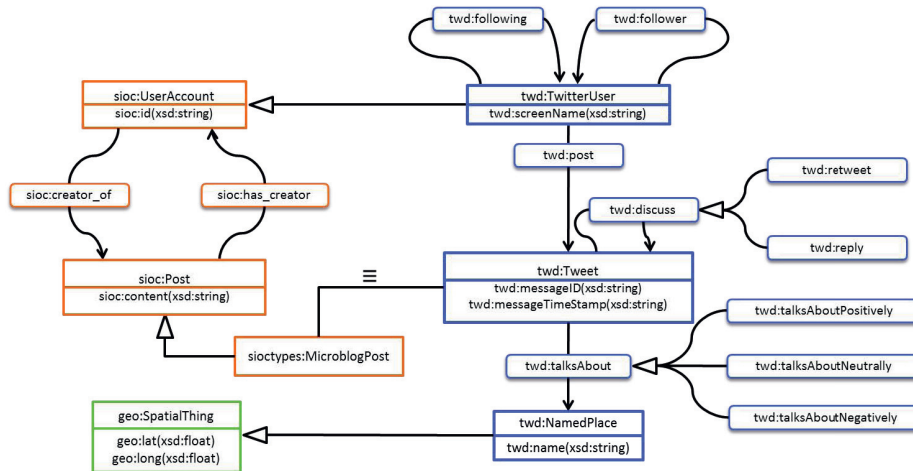 twd:following
twd:follower
sioc:UserAccount
sioc:id(xsd:string)
twd:TwitterUser
twd:screenName(xsd:string)
twd:post
sioc:creator_of
sioc:has_creator
twd:retweet
twd:discuss
twd:reply
sioc:Post
sioc:content(xsd:string)
≡
twd:Tweet
twd:messageID(xsd:string)
twd:messageTimeStamp(xsd:string)
sioctypes:MicroblogPost
twd:talksAboutPositively
twd:talksAbout
twd:talksAboutNeutrally
twd:talksAboutNegatively
geo:SpatialThing
geo:lat(xsd:float)
geo:long(xsd:float)
twd:NamedPlace
twd:name(xsd:string)